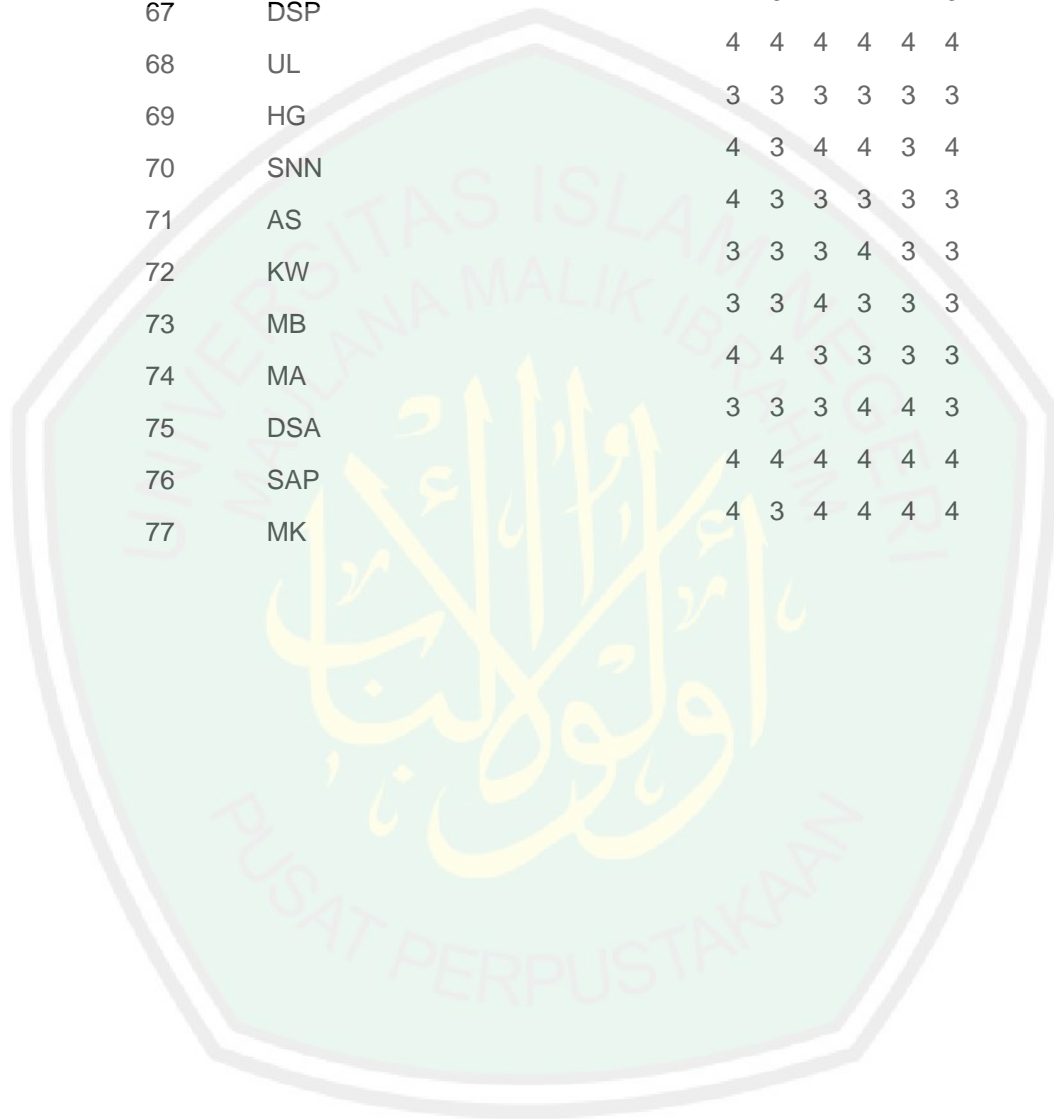 67 DSP
4 4 4 4 4 4
68 UL
3 3 3 3 3 3
69 HG
4 3 4 4 3 4
70 SNN
4 3 3 3 3 3
71 AS
3 3 3 4 3 3
72 KW
3 3 4 3 3 3
73 MB
4 4 3 3 3 3
74 MA
3 3 3 4 4 3
75 DSA
4 4 4 4 4 4
76 SAP
4 3 4 4 4 4
77 MK
UNIVERSITAS ISLAM NEGERI
MAULANA MALIK IBRAHIM
أولوا الألباب
PUSAT PERPUSTAKAAN